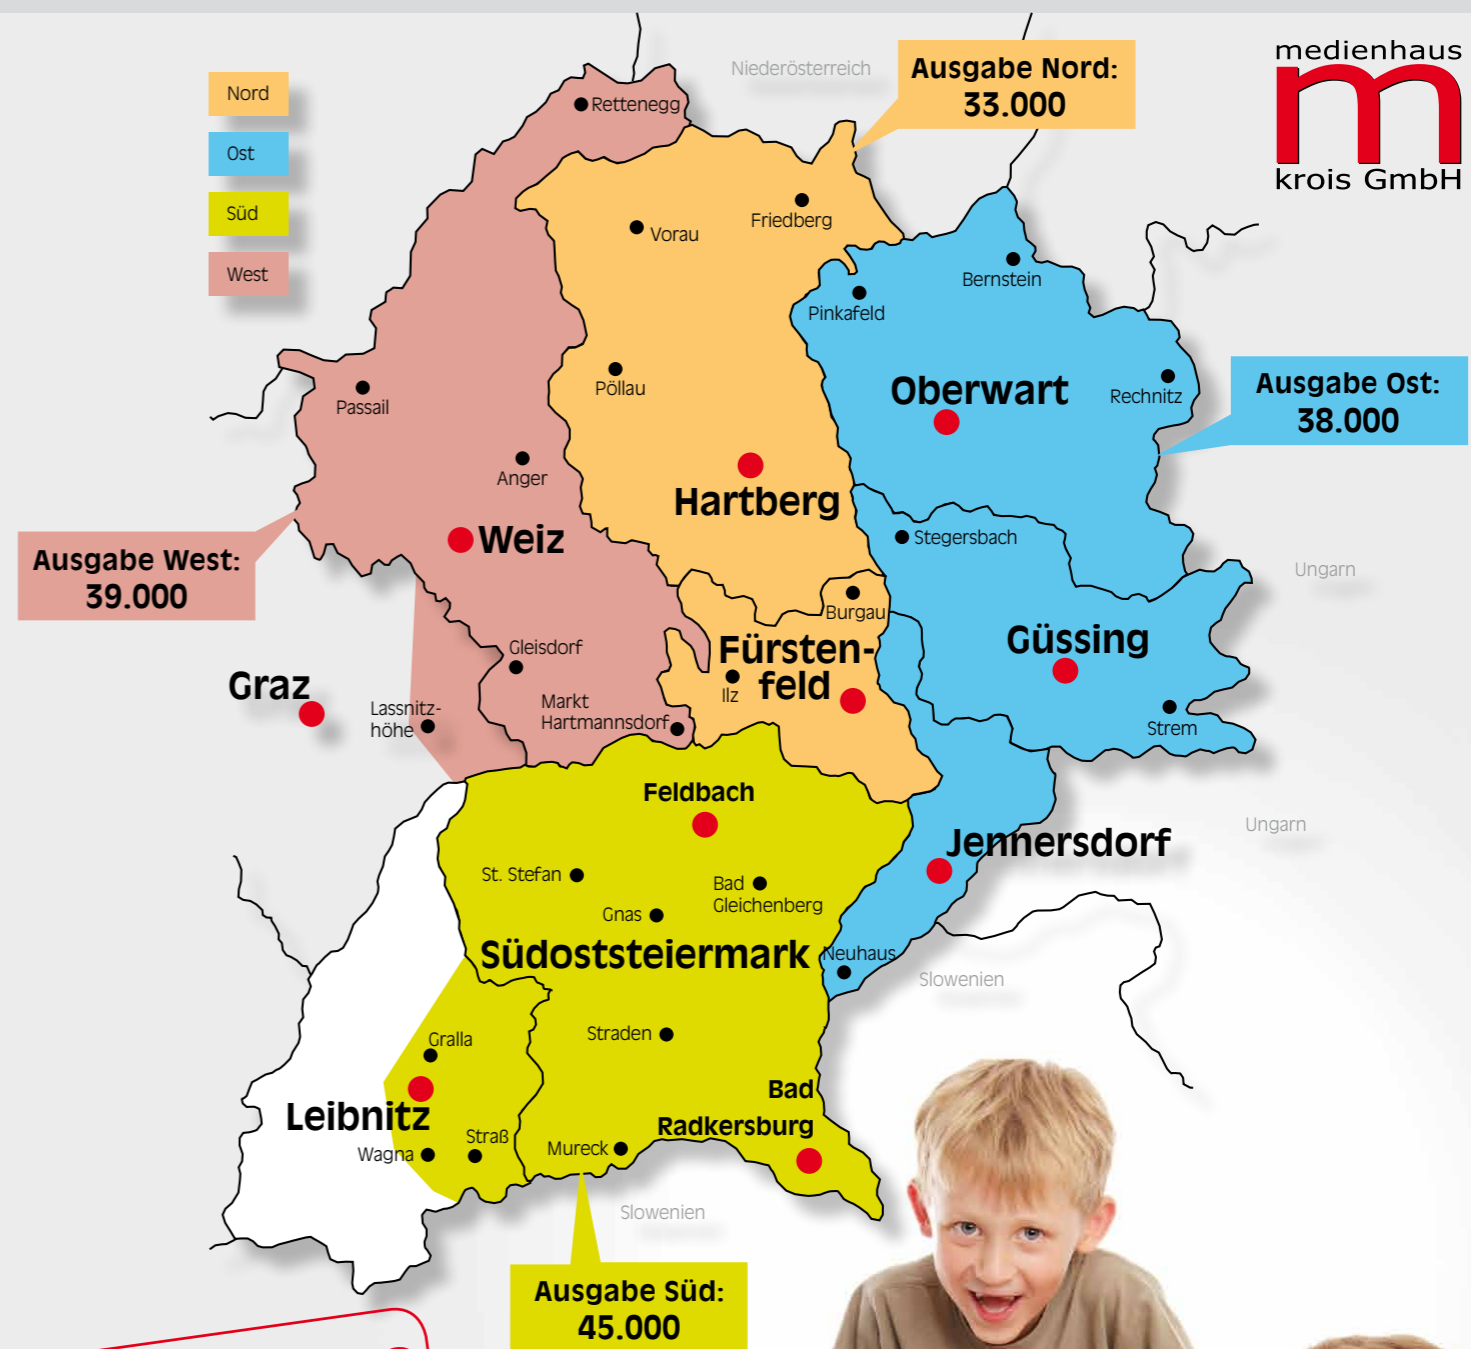 medienhaus
m
krois GmbH
Nord
Ost
Süd
West
Niederösterreich
Ausgabe Nord:
33.000
Rettenegg
Friedberg
Vorau
Bernstein
Pinkafeld
Pöllau
Passail
Oberwart
Rechnitz
Ausgabe Ost:
38.000
Anger
Hartberg
Weiz
Stegersbach
Ausgabe West:
39.000
Ungarn
Burgau
Fürsten-
feld
Ilz
Güssing
Gleisdorf
Graz
Lassnitz-
höhe
Markt
Hartmannsdorf
Strem
Feldbach
Ungarn
Jennersdorf
St. Stefan
Bad
Gleichenberg
Gnas
Südoststeiermark
Neuhaus
Slowenien
Straden
Gralla
Bad
Radkersburg
Leibnitz
Wagna
Straß
Mureck
Slowenien
Ausgabe Süd:
45.000